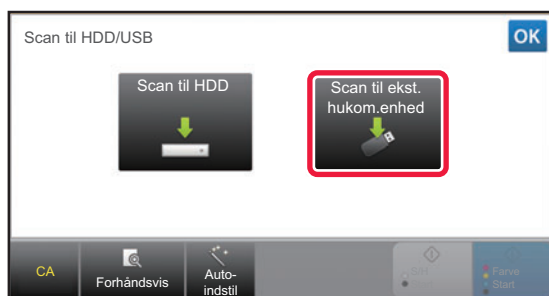 Scan til HDD/USB
OK
Scan til HDD
Scan til ekst.
hukom.enhed
CA
Forhåndsvis
Auto-
indstil
S/H
Start
Farve
Start